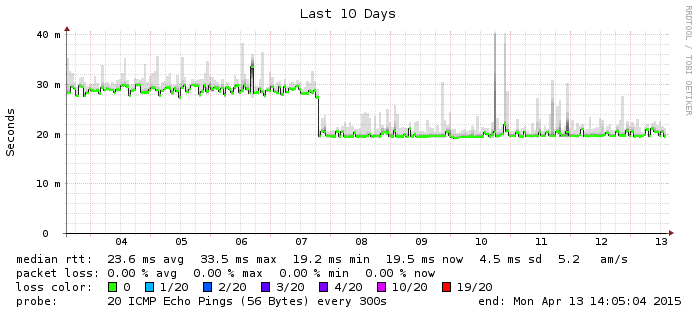 Last 10 Days
RRDTOOL / TOBI OETIKER
Seconds
40 m
30 m
20 m
10 m
0
04 05 06 07 08 09 10 11 12 13
median rtt: 23.6 ms avg 33.5 ms max 19.2 ms min 19.5 ms now 4.5 ms sd 5.2 am/s
packet loss: 0.00 % avg 0.00 % max 0.00 % min 0.00 % now
loss color: 0 1/20 2/20 3/20 4/20 10/20 19/20
probe: 20 ICMP Echo Pings (56 Bytes) every 300s end: Mon Apr 13 14:05:04 2015